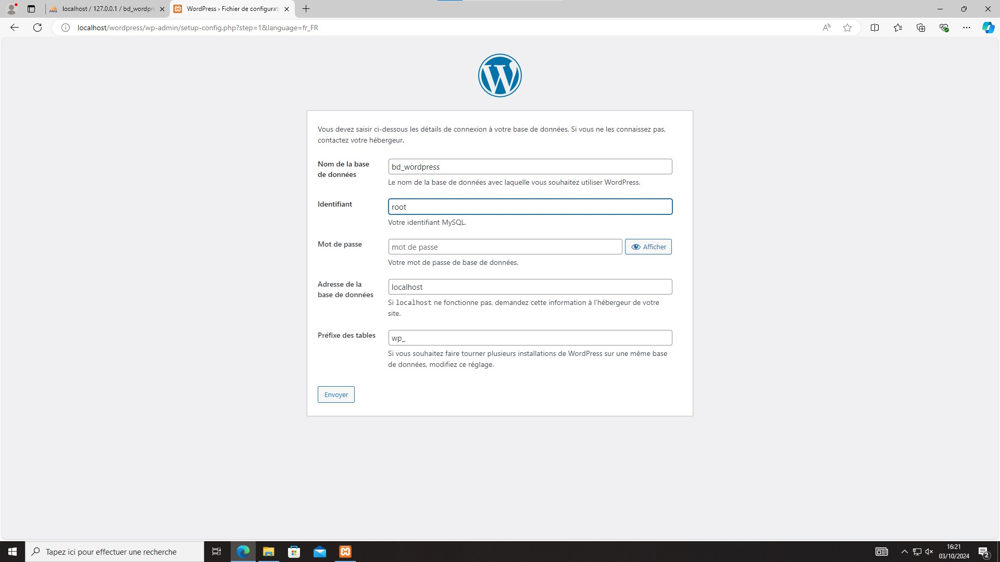 localhost / 127.0.0.1 / bd_wordpre
WordPress › Fichier de configurati
localhost/wordpress/wp-admin/setup-config.php?step=1&language=fr_FR
Vous devez saisir ci-dessous les détails de connexion à votre base de données. Si vous ne les connaissez pas,
contactez votre hébergeur.
Nom de la base
de données
bd_wordpress
Le nom de la base de données avec laquelle vous souhaitez utiliser WordPress.
Identifiant
root
Votre identifiant MySQL.
Mot de passe
mot de passe
Afficher
Votre mot de passe de base de données.
Adresse de la
base de données
localhost
Si localhost ne fonctionne pas, demandez cette information à l’hébergeur de votre
site.
Préfixe des tables
wp_
Si vous souhaitez faire tourner plusieurs installations de WordPress sur une même base
de données, modifiez ce réglage.
Envoyer
Tapez ici pour effectuer une recherche
16:21
03/10/2024
2